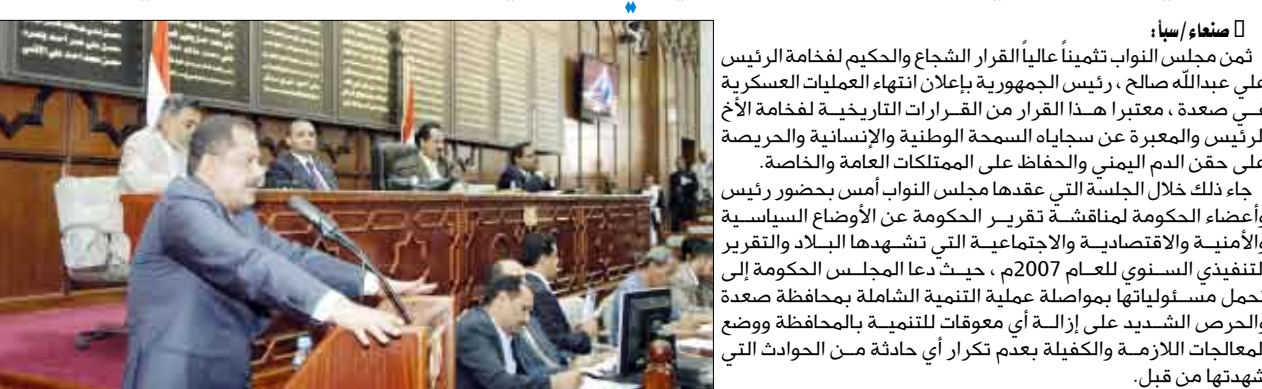 صنعاء/سبأ:
ثمن مجلس النواب تثميناً عالياً القرار الشجاع والحكيم لفخامة الرئيس
علي عبدالله صالح ، رئيس الجمهورية بإعلان انتهاء العمليات العسكرية
في صعدة ، معتبرا هذا القرار من القرارات التاريخية لفخامة الأخ
الرئيس والمعبرة عن سجاياه السمحة الوطنية والإنسانية والحريصة
على حقن الدم اليمني والحفاظ على الممتلكات العامة والخاصة.
جاء ذلك خلال الجلسة التي عقدها مجلس النواب أمس بحضور رئيس
وأعضاء الحكومة لمناقشة تقرير الحكومة عن الأوضاع السياسية
والأمنية والاقتصادية والاجتماعية التي تشهدها البلاد والتقرير
التنفيذي السنوي للعام 2007م ، حيث دعا المجلس الحكومة إلى
تحمل مسئولياتها بمواصلة عملية التنمية الشاملة بمحافظة صعدة
والحرص الشديد على إزالة أي معوقات للتنمية بالمحافظة ووضع
المعالجات اللازمة والكفيلة بعدم تكرار أي حادثة من الحوادث التي
شهدتها من قبل.